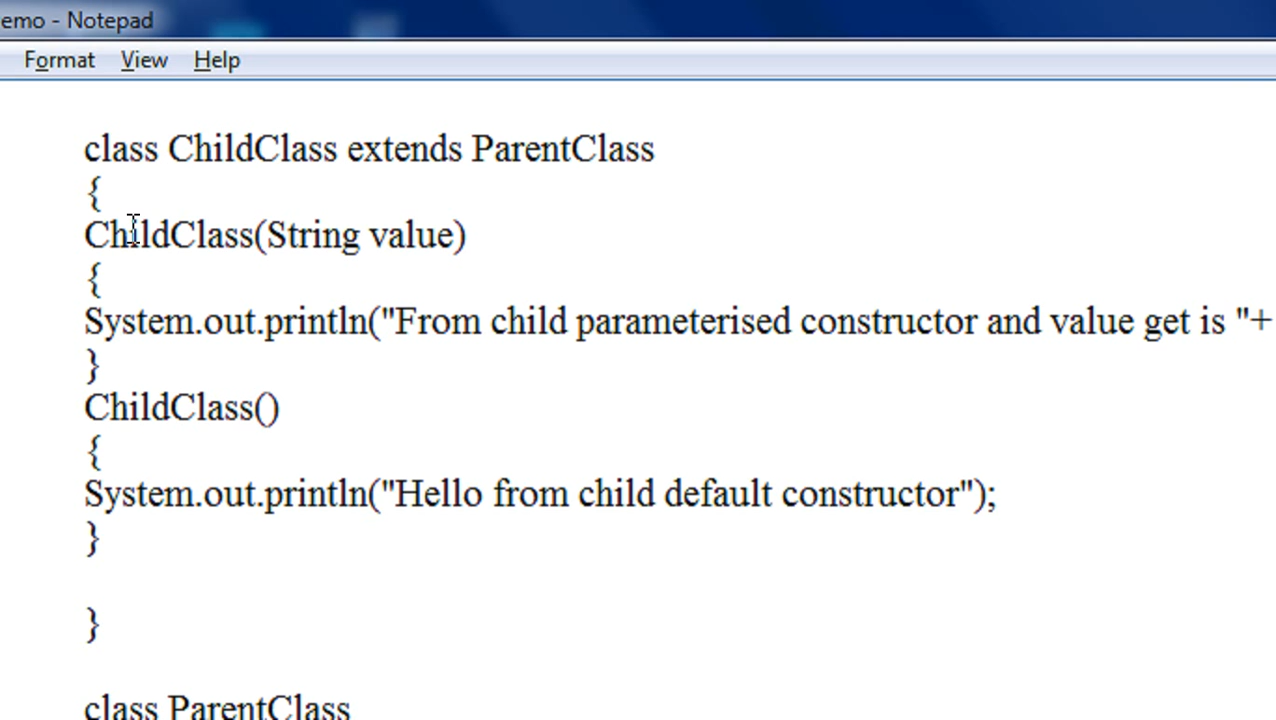 emo - Notepad
Format View Help
class ChildClass extends ParentClass
{
ChildClass(String value)
{
System.out.println("From child parameterised constructor and value get is "+
}
ChildClass()
{
System.out.println("Hello from child default constructor");
}
}
class ParentClass